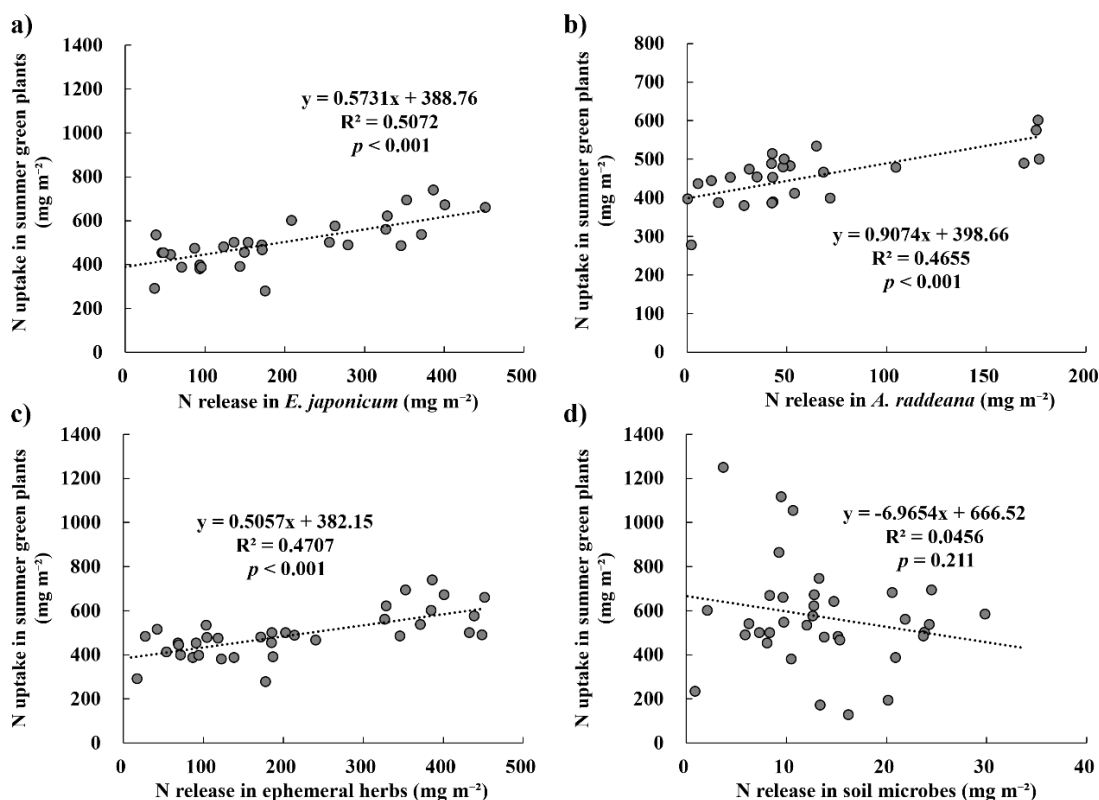 a)
N uptake in summer green plants
(mg m⁻²)
1400
1200
1000
800
600
400
200
0
y = 0.5731x + 388.76
R² = 0.5072
p < 0.001
0 100 200 300 400 500
N release in E. japonicum (mg m⁻²)
b)
N uptake in summer green plants
(mg m⁻²)
800
700
600
500
400
300
200
100
0
y = 0.9074x + 398.66
R² = 0.4655
p < 0.001
0 50 100 150 200
N release in A. raddeana (mg m⁻²)
c)
N uptake in summer green plants
(mg m⁻²)
1400
1200
1000
800
600
400
200
0
y = 0.5057x + 382.15
R² = 0.4707
p < 0.001
0 100 200 300 400 500
N release in ephemeral herbs (mg m⁻²)
d)
N uptake in summer green plants
(mg m⁻²)
1400
1200
1000
800
600
400
200
0
y = -6.9654x + 666.52
R² = 0.0456
p = 0.211
0 10 20 30 40
N release in soil microbes (mg m⁻²)